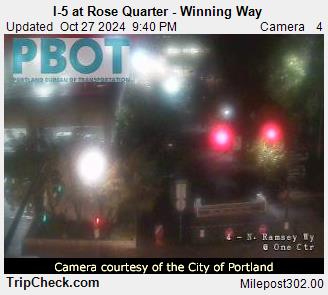 I-5 at Rose Quarter - Winning Way
Updated Oct 27 2024 9:40 PM Camera 4
PBOT
PORTLAND BUREAU OF TRANSPORTATION
4 - N. Ramsey Wy
@ One Ctr
Camera courtesy of the City of Portland
TripCheck.com Milepost302.00